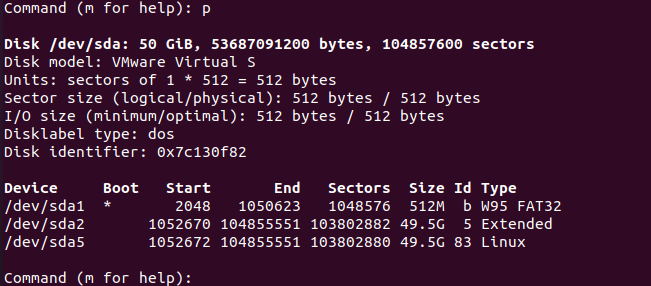 Command (m for help): p
Disk /dev/sda: 50 GiB, 53687091200 bytes, 104857600 sectors
Disk model: VMware Virtual S
Units: sectors of 1 * 512 = 512 bytes
Sector size (logical/physical): 512 bytes / 512 bytes
I/O size (minimum/optimal): 512 bytes / 512 bytes
Disklabel type: dos
Disk identifier: 0x7c130f82
Device Boot Start End Sectors Size Id Type
/dev/sda1 * 2048 1050623 1048576 512M b W95 FAT32
/dev/sda2 1052670 104855551 103802882 49.5G 5 Extended
/dev/sda5 1052672 104855551 103802880 49.5G 83 Linux
Command (m for help):